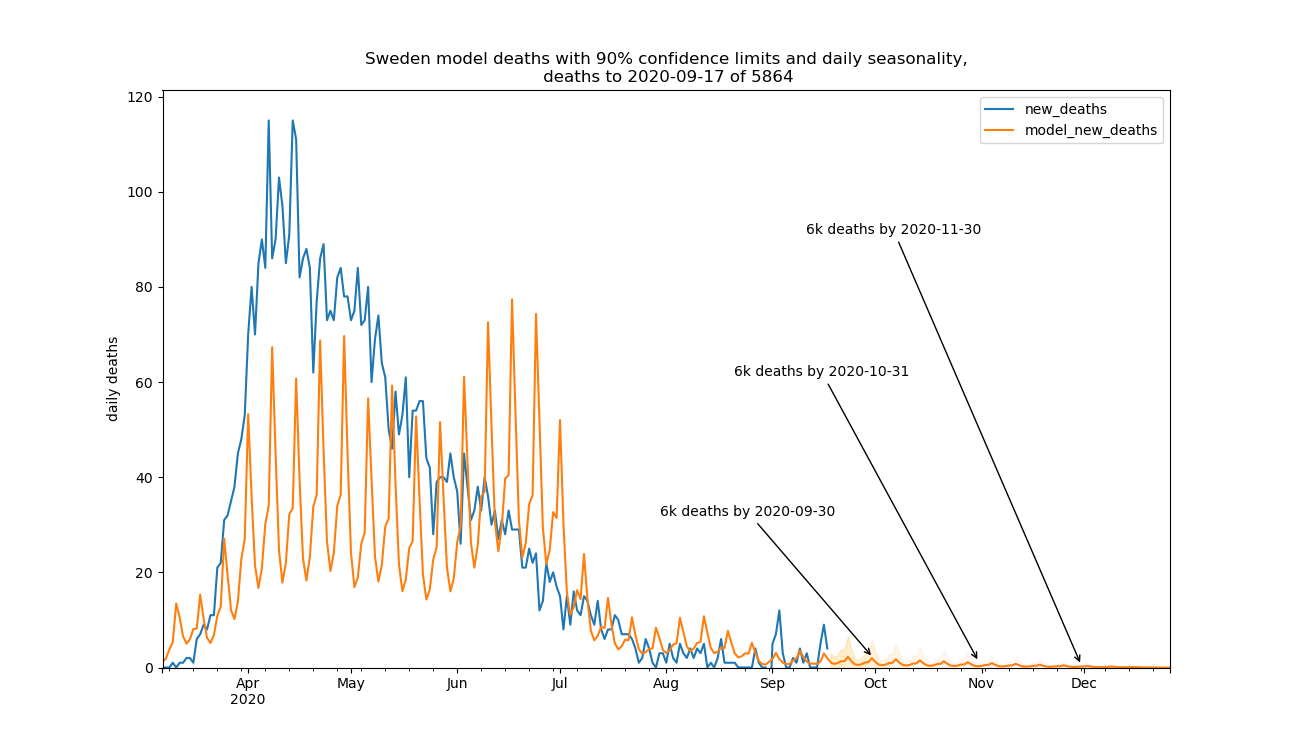 Sweden model deaths with 90% confidence limits and daily seasonality,
deaths to 2020-09-17 of 5864
new_deaths
model_new_deaths
120
100
80
60
40
20
0
daily deaths
6k deaths by 2020-11-30
6k deaths by 2020-10-31
6k deaths by 2020-09-30
Apr May Jun Jul Aug Sep Oct Nov Dec
2020